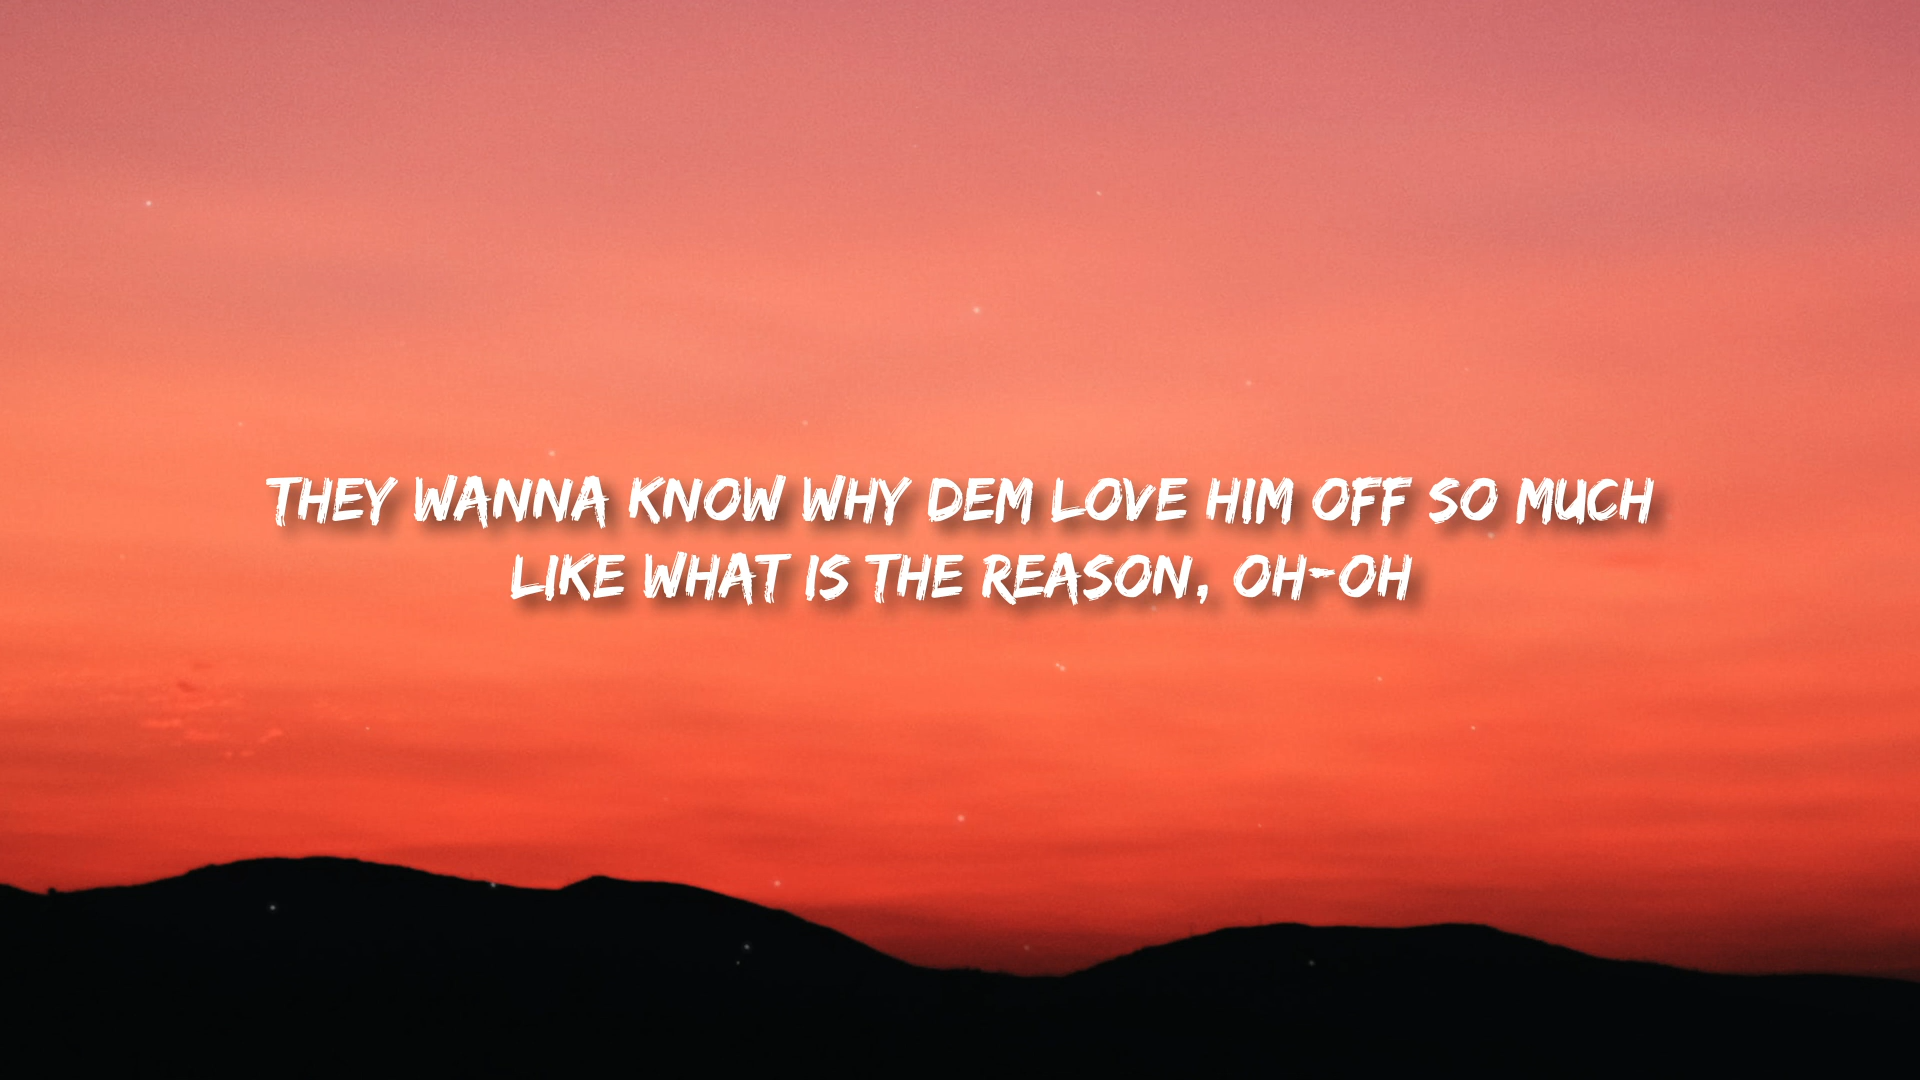 THEY WANNA KNOW WHY DEM LOVE HIM OFF SO MUCH
LIKE WHAT IS THE REASON, OH-OH